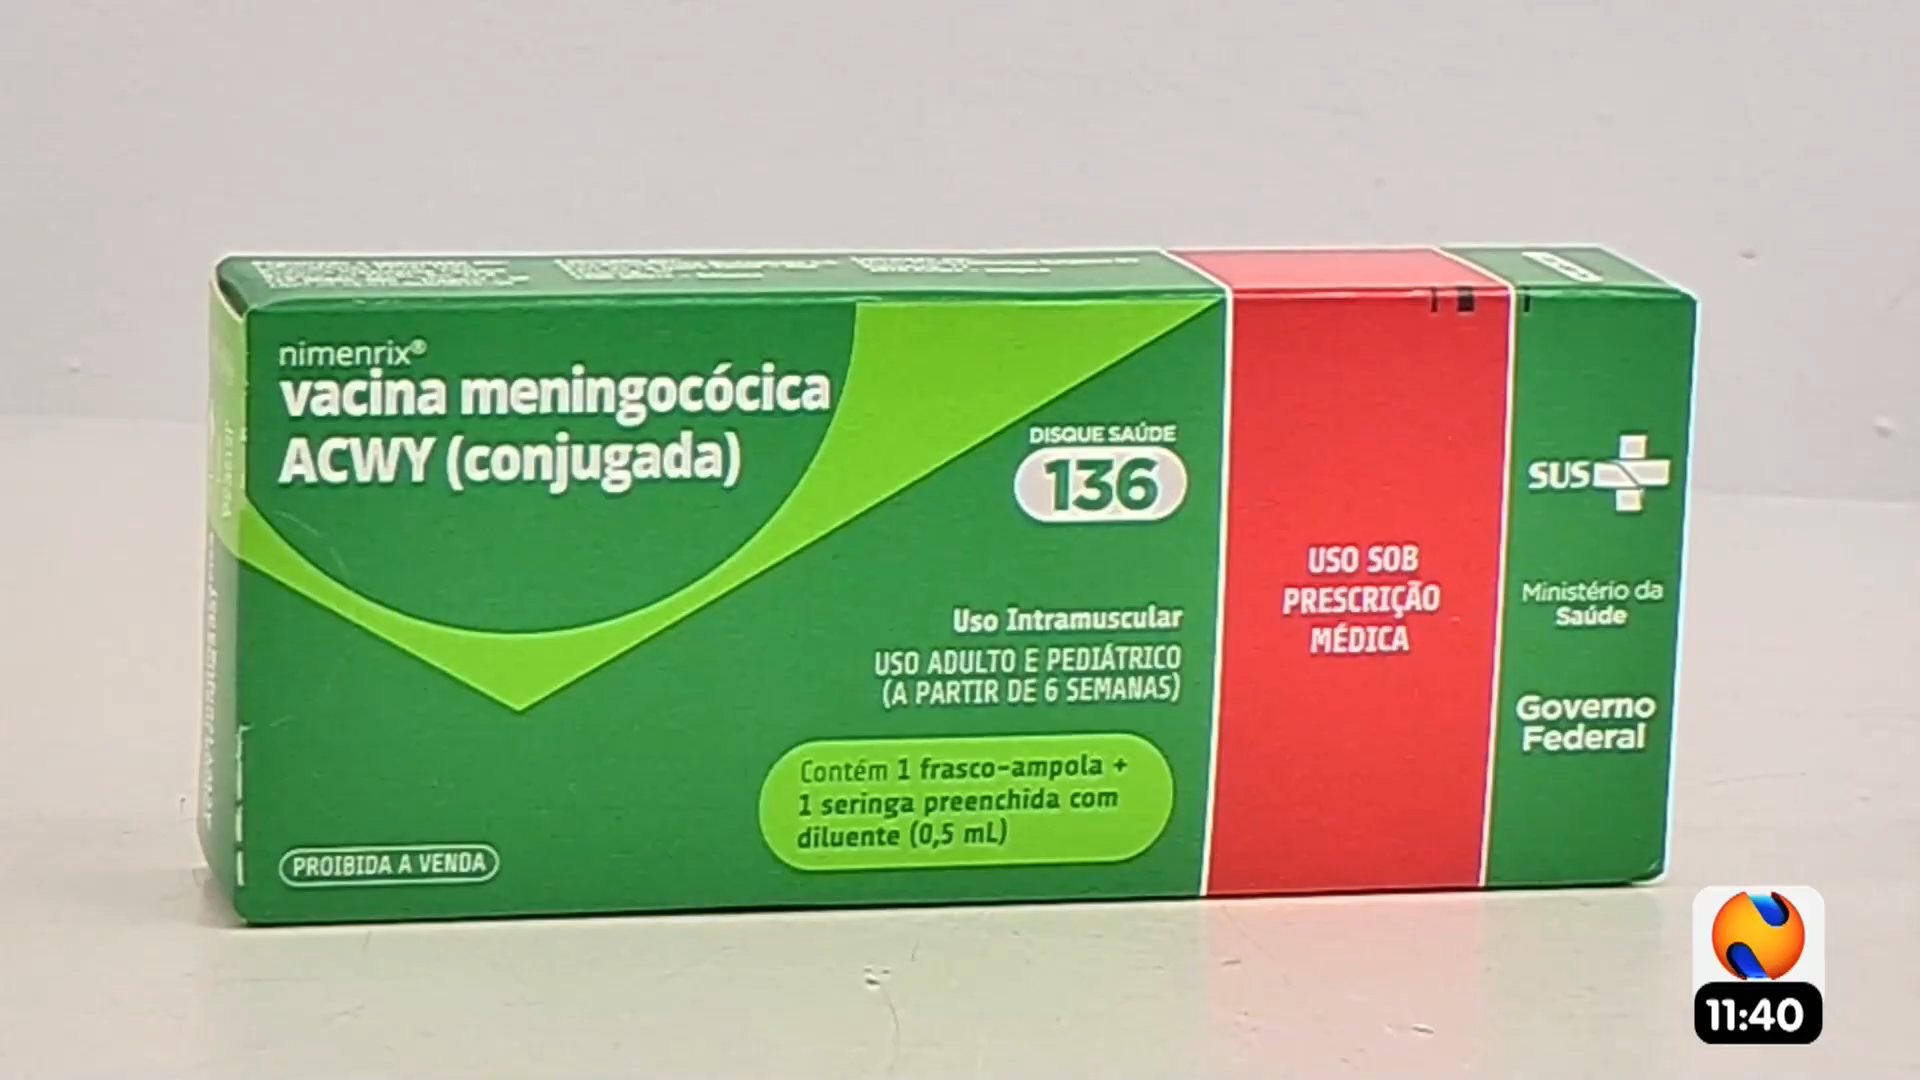 nimenrix®
vacina meningocócica
ACWY (conjugada)
DISQUE SAÚDE
136
Uso Intramuscular
USO ADULTO E PEDIÁTRICO
(A PARTIR DE 6 SEMANAS)
Contém 1 frasco-ampola +
1 seringa preenchida com
diluente (0,5 mL)
PROIBIDA A VENDA
USO SOB
PRESCRIÇÃO
MÉDICA
SUS
Ministério da
Saúde
Governo
Federal
11:40